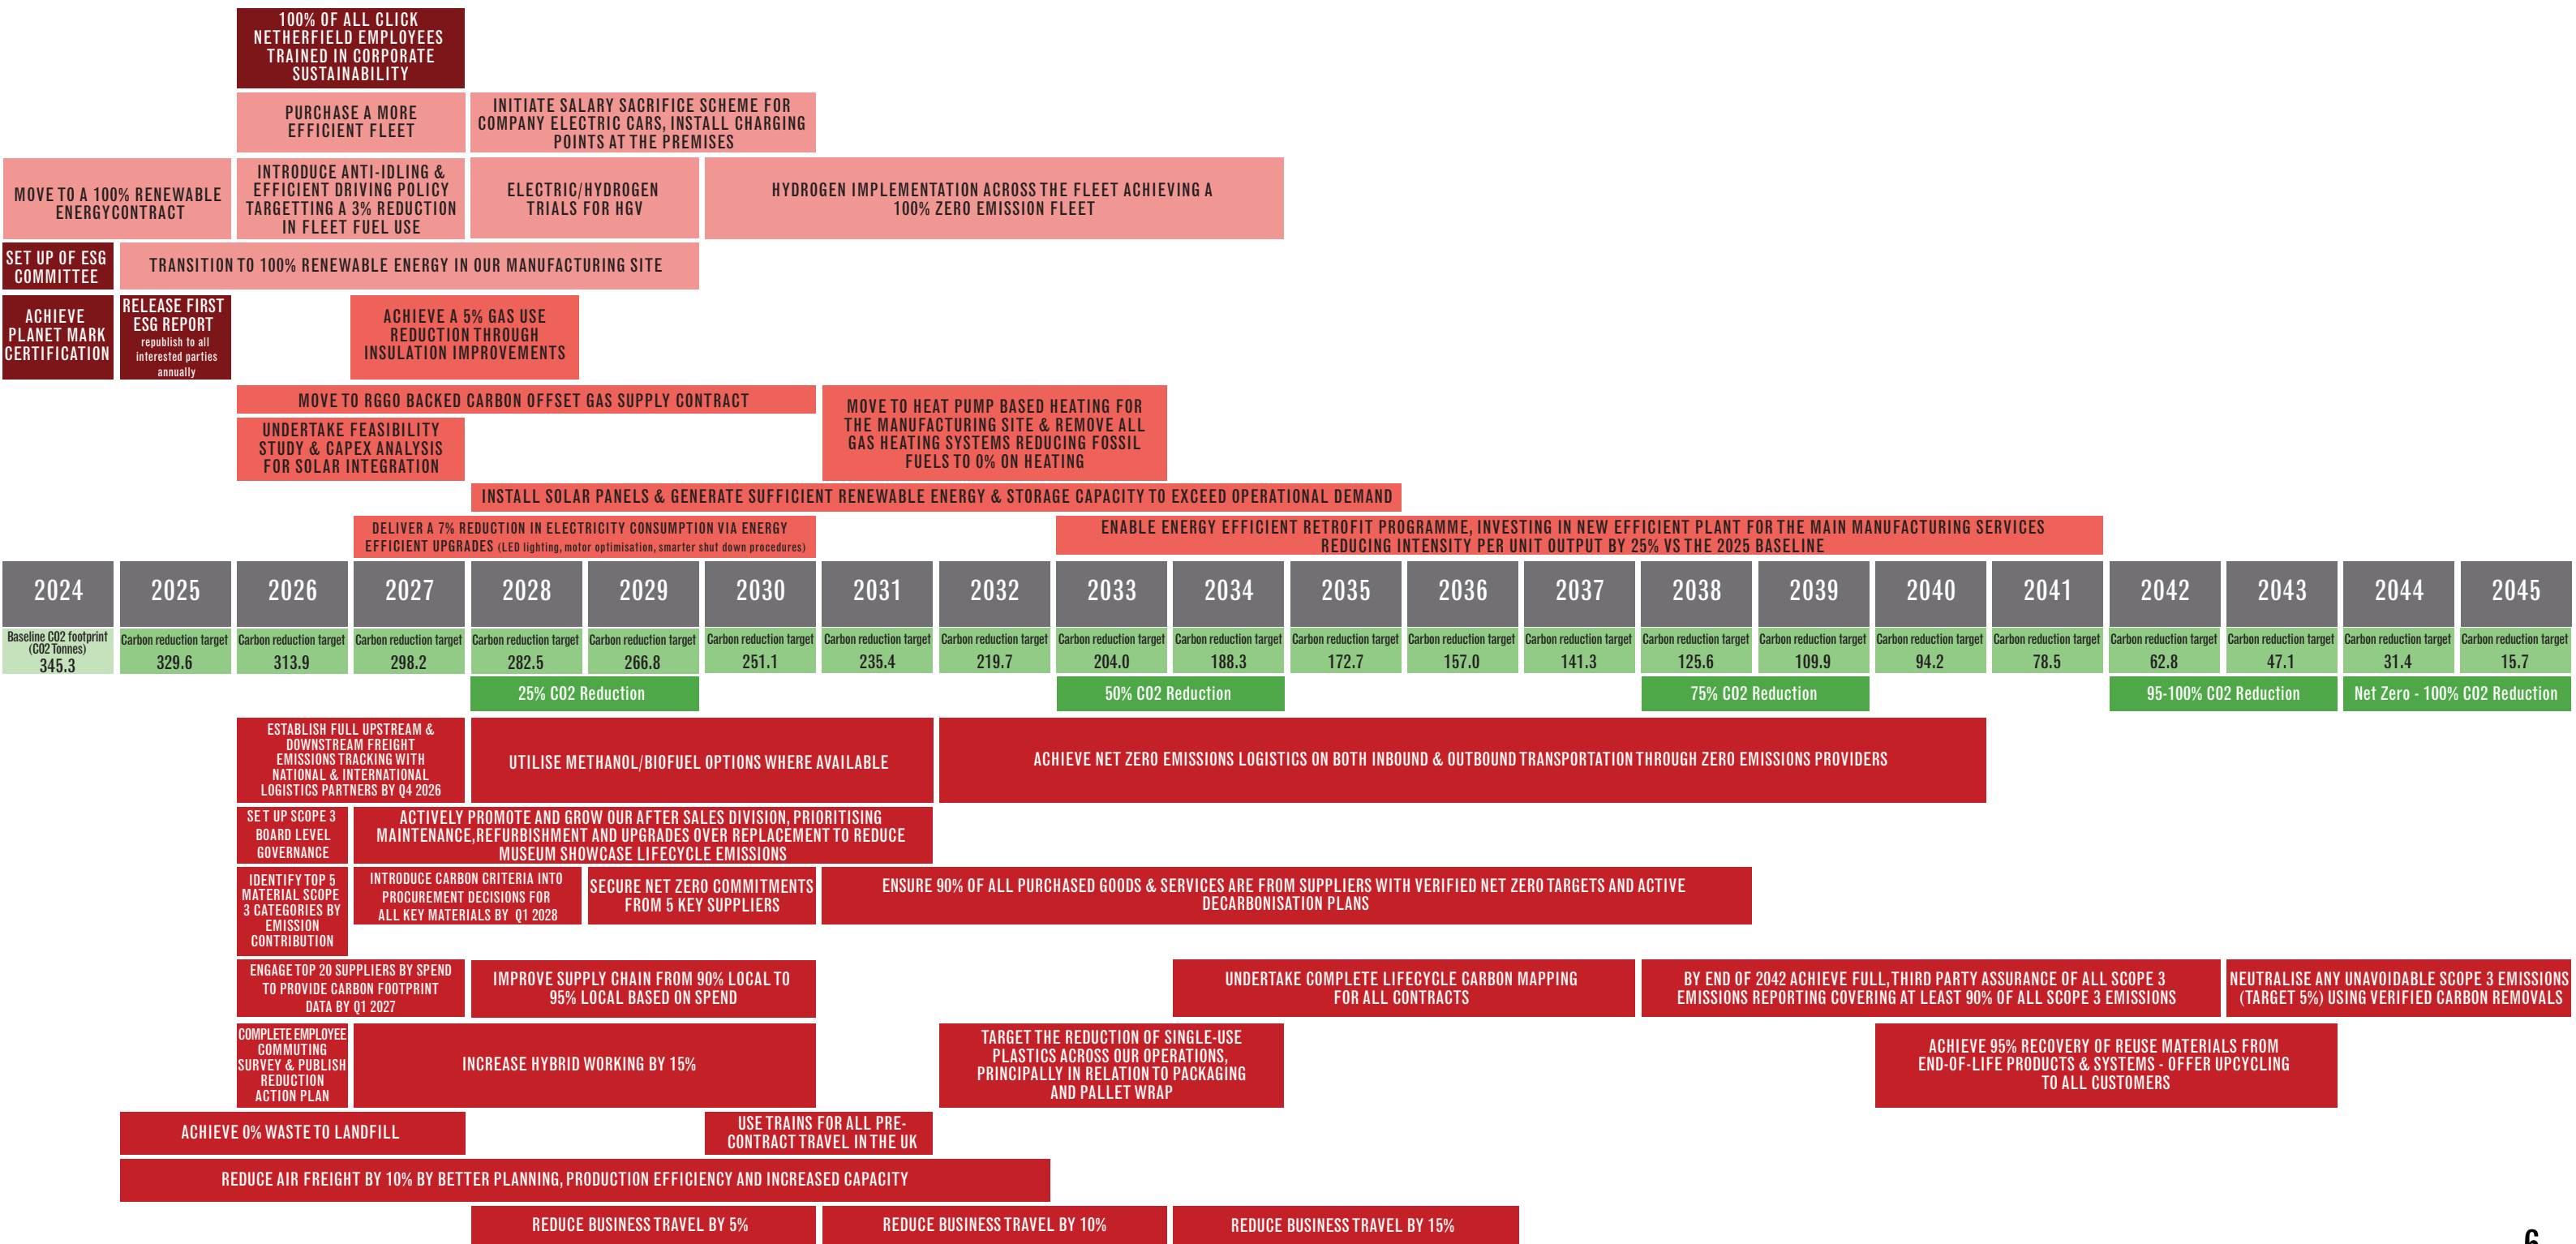 100% OF ALL CLICK
NETHERFIELD EMPLOYEES
TRAINED IN CORPORATE
SUSTAINABILITY
PURCHASE A MORE
EFFICIENT FLEET
INITIATE SALARY SACRIFICE SCHEME FOR
COMPANY ELECTRIC CARS, INSTALL CHARGING
POINTS AT THE PREMISES
MOVE TO A 100% RENEWABLE
ENERGYCONTRACT
INTRODUCE ANTI-IDLING &
EFFICIENT DRIVING POLICY
TARGETTING A 3% REDUCTION
IN FLEET FUEL USE
ELECTRIC/HYDROGEN
TRIALS FOR HGV
HYDROGEN IMPLEMENTATION ACROSS THE FLEET ACHIEVING A
100% ZERO EMISSION FLEET
SET UP OF ESG
COMMITTEE
TRANSITION TO 100% RENEWABLE ENERGY IN OUR MANUFACTURING SITE
ACHIEVE
PLANET MARK
CERTIFICATION
RELEASE FIRST
ESG REPORT
republish to all
interested parties
annually
ACHIEVE A 5% GAS USE
REDUCTION THROUGH
INSULATION IMPROVEMENTS
MOVE TO RGGO BACKED CARBON OFFSET GAS SUPPLY CONTRACT
MOVE TO HEAT PUMP BASED HEATING FOR
THE MANUFACTURING SITE & REMOVE ALL
GAS HEATING SYSTEMS REDUCING FOSSIL
FUELS TO 0% ON HEATING
UNDERTAKE FEASIBILITY
STUDY & CAPEX ANALYSIS
FOR SOLAR INTEGRATION
INSTALL SOLAR PANELS & GENERATE SUFFICIENT RENEWABLE ENERGY & STORAGE CAPACITY TO EXCEED OPERATIONAL DEMAND
DELIVER A 7% REDUCTION IN ELECTRICITY CONSUMPTION VIA ENERGY
EFFICIENT UPGRADES (LED lighting, motor optimisation, smarter shut down procedures)
ENABLE ENERGY EFFICIENT RETROFIT PROGRAMME, INVESTING IN NEW EFFICIENT PLANT FOR THE MAIN MANUFACTURING SERVICES
REDUCING INTENSITY PER UNIT OUTPUT BY 25% VS THE 2025 BASELINE
2024 2025 2026 2027 2028 2029 2030 2031 2032 2033 2034 2035 2036 2037 2038 2039 2040 2041 2042 2043 2044 2045
Baseline CO2 footprint
(CO2 Tonnes)
345.3
Carbon reduction target
329.6
Carbon reduction target
313.9
Carbon reduction target
298.2
Carbon reduction target
282.5
Carbon reduction target
266.8
Carbon reduction target
251.1
Carbon reduction target
235.4
Carbon reduction target
219.7
Carbon reduction target
204.0
Carbon reduction target
188.3
Carbon reduction target
172.7
Carbon reduction target
157.0
Carbon reduction target
141.3
Carbon reduction target
125.6
Carbon reduction target
109.9
Carbon reduction target
94.2
Carbon reduction target
78.5
Carbon reduction target
62.8
Carbon reduction target
47.1
Carbon reduction target
31.4
Carbon reduction target
15.7
25% CO2 Reduction
50% CO2 Reduction
75% CO2 Reduction
95-100% CO2 Reduction
Net Zero - 100% CO2 Reduction
ESTABLISH FULL UPSTREAM &
DOWNSTREAM FREIGHT
EMISSIONS TRACKING WITH
NATIONAL & INTERNATIONAL
LOGISTICS PARTNERS BY Q4 2026
UTILISE METHANOL/BIOFUEL OPTIONS WHERE AVAILABLE
ACHIEVE NET ZERO EMISSIONS LOGISTICS ON BOTH INBOUND & OUTBOUND TRANSPORTATION THROUGH ZERO EMISSIONS PROVIDERS
SET UP SCOPE 3
BOARD LEVEL
GOVERNANCE
ACTIVELY PROMOTE AND GROW OUR AFTER SALES DIVISION, PRIORITISING
MAINTENANCE,REFURBISHMENT AND UPGRADES OVER REPLACEMENT TO REDUCE
MUSEUM SHOWCASE LIFECYCLE EMISSIONS
IDENTIFY TOP 5
MATERIAL SCOPE
3 CATEGORIES BY
EMISSION
CONTRIBUTION
INTRODUCE CARBON CRITERIA INTO
PROCUREMENT DECISIONS FOR
ALL KEY MATERIALS BY Q1 2028
SECURE NET ZERO COMMITMENTS
FROM 5 KEY SUPPLIERS
ENSURE 90% OF ALL PURCHASED GOODS & SERVICES ARE FROM SUPPLIERS WITH VERIFIED NET ZERO TARGETS AND ACTIVE
DECARBONISATION PLANS
ENGAGE TOP 20 SUPPLIERS BY SPEND
TO PROVIDE CARBON FOOTPRINT
DATA BY Q1 2027
IMPROVE SUPPLY CHAIN FROM 90% LOCAL TO
95% LOCAL BASED ON SPEND
UNDERTAKE COMPLETE LIFECYCLE CARBON MAPPING
FOR ALL CONTRACTS
BY END OF 2042 ACHIEVE FULL,THIRD PARTY ASSURANCE OF ALL SCOPE 3
EMISSIONS REPORTING COVERING AT LEAST 90% OF ALL SCOPE 3 EMISSIONS
NEUTRALISE ANY UNAVOIDABLE SCOPE 3 EMISSIONS
(TARGET 5%) USING VERIFIED CARBON REMOVALS
COMPLETE EMPLOYEE
COMMUTING
SURVEY & PUBLISH
REDUCTION
ACTION PLAN
INCREASE HYBRID WORKING BY 15%
TARGET THE REDUCTION OF SINGLE-USE
PLASTICS ACROSS OUR OPERATIONS,
PRINCIPALLY IN RELATION TO PACKAGING
AND PALLET WRAP
ACHIEVE 95% RECOVERY OF REUSE MATERIALS FROM
END-OF-LIFE PRODUCTS & SYSTEMS - OFFER UPCYCLING
TO ALL CUSTOMERS
ACHIEVE 0% WASTE TO LANDFILL
USE TRAINS FOR ALL PRE-
CONTRACT TRAVEL IN THE UK
REDUCE AIR FREIGHT BY 10% BY BETTER PLANNING, PRODUCTION EFFICIENCY AND INCREASED CAPACITY
REDUCE BUSINESS TRAVEL BY 5%
REDUCE BUSINESS TRAVEL BY 10%
REDUCE BUSINESS TRAVEL BY 15%
6